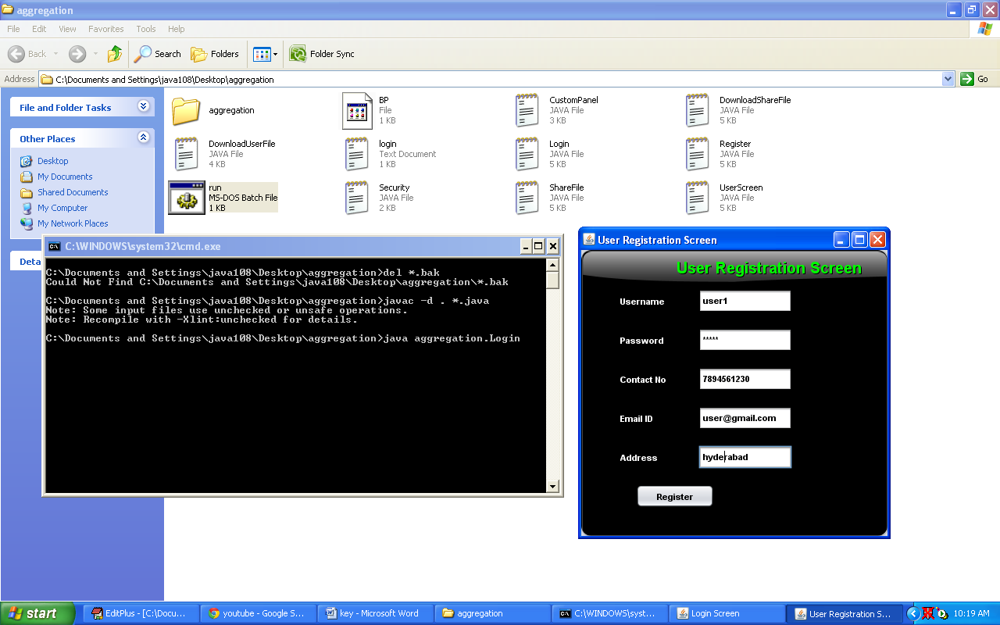 aggregation
File Edit View Favorites Tools Help
Back Search Folders Folder Sync
Address C:\Documents and Settings\java108\Desktop\aggregation Go
File and Folder Tasks
Other Places
Desktop
My Documents
Shared Documents
My Computer
My Network Places
Deta
aggregation
BP
File
1 KB
CustomPanel
JAVA File
3 KB
DownloadShareFile
JAVA File
5 KB
DownloadUserFile
JAVA File
4 KB
login
Text Document
1 KB
Login
JAVA File
5 KB
Register
JAVA File
5 KB
run
MS-DOS Batch File
1 KB
Security
JAVA File
2 KB
ShareFile
JAVA File
5 KB
UserScreen
JAVA File
5 KB
C:\WINDOWS\system32\cmd.exe
C:\Documents and Settings\java108\Desktop\aggregation>del *.bak
Could Not Find C:\Documents and Settings\java108\Desktop\aggregation\*.bak
C:\Documents and Settings\java108\Desktop\aggregation>javac -d . *.java
Note: Some input files use unchecked or unsafe operations.
Note: Recompile with -Xlint:unchecked for details.
C:\Documents and Settings\java108\Desktop\aggregation>java aggregation.Login
User Registration Screen
User Registration Screen
Username user1
Password *****
Contact No 7894561230
Email ID user@gmail.com
Address hyderabad
Register
start EditPlus - [C:\Docu... youtube - Google S... key - Microsoft Word aggregation C:\WINDOWS\syst... Login Screen User Registration S... 10:19 AM